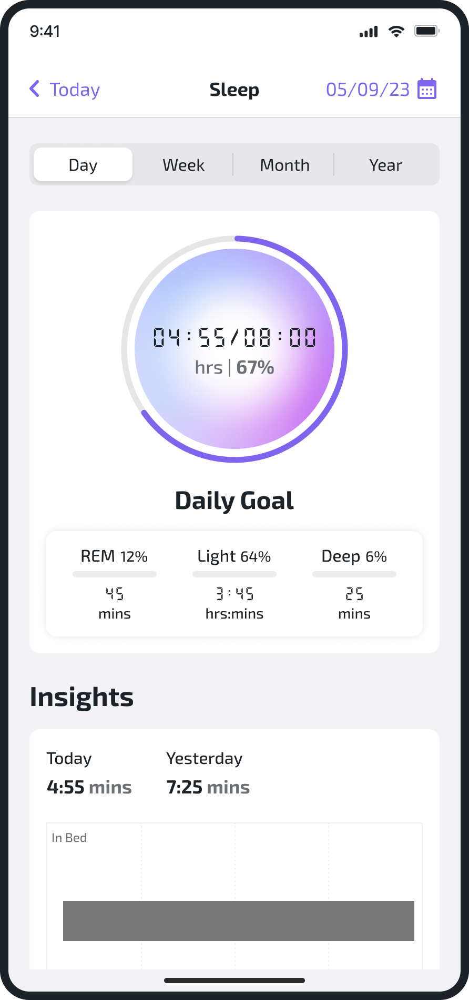 9:41
Today Sleep 05/09/23
Day Week Month Year
04:55/08:00
hrs | 67%
Daily Goal
REM 12% Light 64% Deep 6%
45 3:45 25
mins hrs:mins mins
Insights
Today Yesterday
4:55 mins 7:25 mins
In Bed